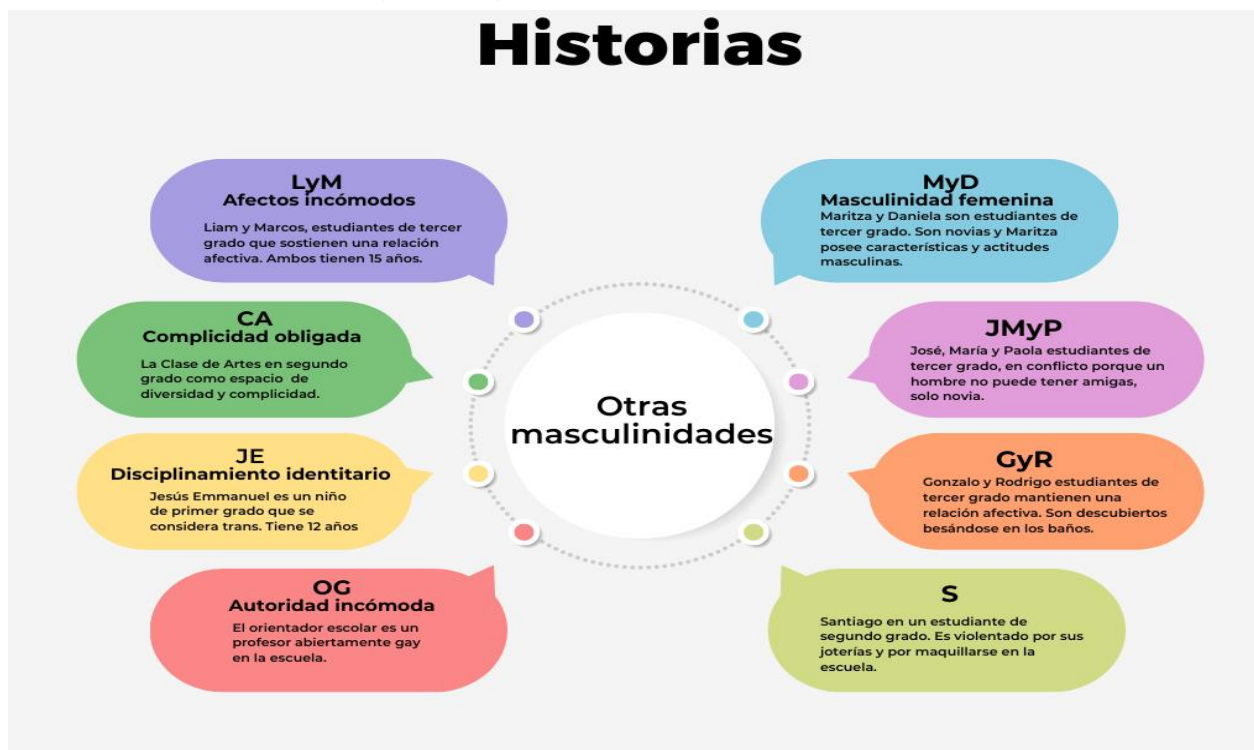 Historias
LyM
Afectos incómodos
Liam y Marcos, estudiantes de tercer
grado que sostienen una relación
afectiva. Ambos tienen 15 años.
CA
Complicidad obligada
La Clase de Artes en segundo
grado como espacio de
diversidad y complicidad.
JE
Disciplinamiento identitario
Jesús Emmanuel es un niño
de primer grado que se
considera trans. Tiene 12 años
OG
Autoridad incómoda
El orientador escolar es un
profesor abiertamente gay
en la escuela.
Otras
masculinidades
MyD
Masculinidad femenina
Maritza y Daniela son estudiantes de
tercer grado. Son novias y Maritza
posee características y actitudes
masculinas.
JMyP
José, María y Paola estudiantes de
tercer grado, en conflicto porque un
hombre no puede tener amigas,
solo novia.
GyR
Gonzalo y Rodrigo estudiantes de
tercer grado mantienen una
relación afectiva. Son descubiertos
besándose en los baños.
S
Santiago en un estudiante de
segundo grado. Es violentado por sus
joterías y por maquillarse en la
escuela.